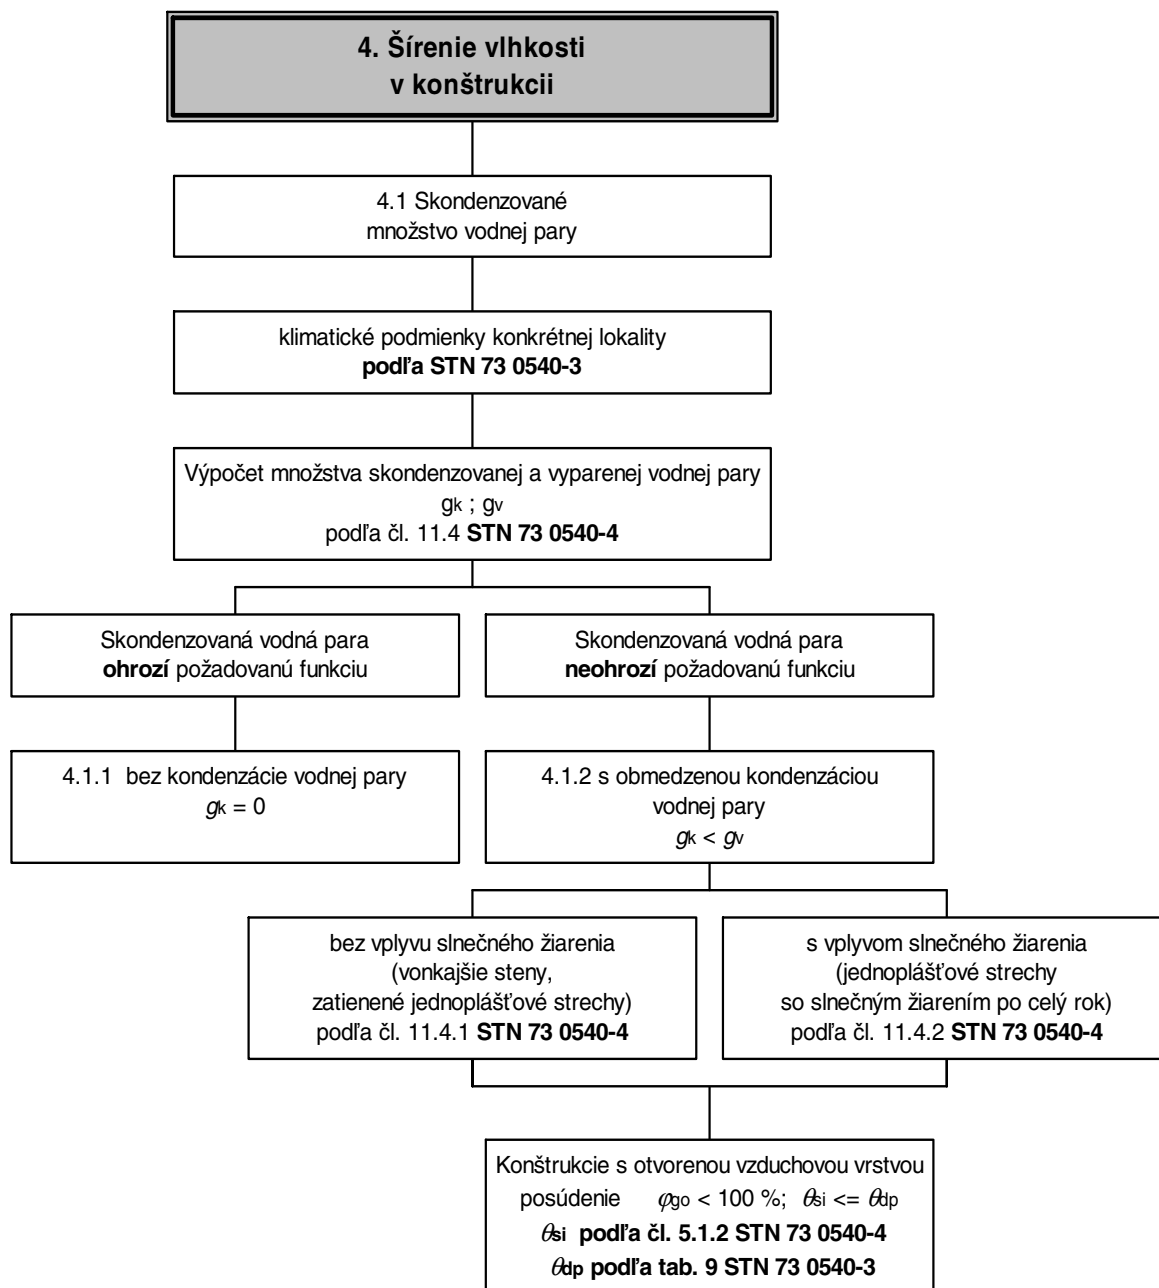 4. Šírenie vlhkosti
v konštrukcii
4.1 Skondenzované
množstvo vodnej pary
klimatické podmienky konkrétnej lokality
podľa STN 73 0540-3
Výpočet množstva skondenzovanej a vyparenej vodnej pary
gk ; gv
podľa čl. 11.4 STN 73 0540-4
Skondenzovaná vodná para
ohrozí požadovanú funkciu
Skondenzovaná vodná para
neohrozí požadovanú funkciu
4.1.1 bez kondenzácie vodnej pary
gk = 0
4.1.2 s obmedzenou kondenzáciou
vodnej pary
gk < gv
bez vplyvu slnečného žiarenia
(vonkajšie steny,
zatienené jednoplášťové strechy)
podľa čl. 11.4.1 STN 73 0540-4
s vplyvom slnečného žiarenia
(jednoplášťové strechy
so slnečným žiarením po celý rok)
podľa čl. 11.4.2 STN 73 0540-4
Konštrukcie s otvorenou vzduchovou vrstvou
posúdenie φgo < 100 %; θsi <= θdp
θsi podľa čl. 5.1.2 STN 73 0540-4
θdp podľa tab. 9 STN 73 0540-3